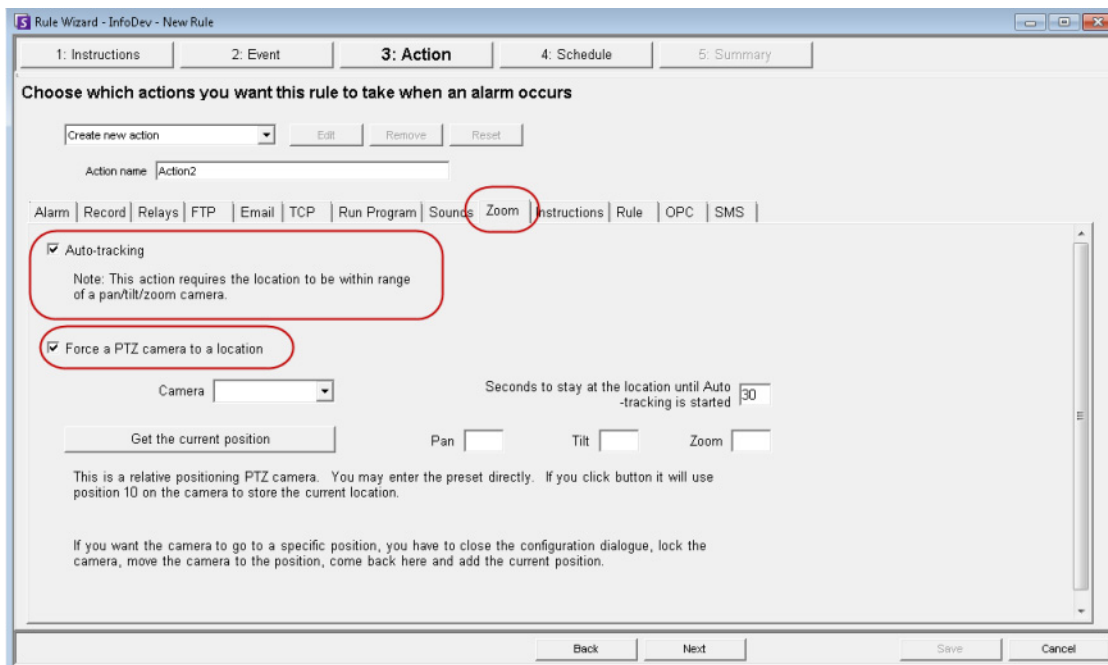 Rule Wizard - InfoDev - New Rule
1: Instructions
2: Event
3: Action
4: Schedule
5: Summary
Choose which actions you want this rule to take when an alarm occurs
Create new action
Edit
Remove
Reset
Action name
Action2
Alarm
Record
Relays
FTP
Email
TCP
Run Program
Sounds
Zoom
Instructions
Rule
OPC
SMS
Auto-tracking
Note: This action requires the location to be within range
of a pan/tilt/zoom camera.
Force a PTZ camera to a location
Camera
Seconds to stay at the location until Auto
-tracking is started
30
Get the current position
Pan
Tilt
Zoom
This is a relative positioning PTZ camera. You may enter the preset directly. If you click button it will use
position 10 on the camera to store the current location.
If you want the camera to go to a specific position, you have to close the configuration dialogue, lock the
camera, move the camera to the position, come back here and add the current position.
Back
Next
Save
Cancel